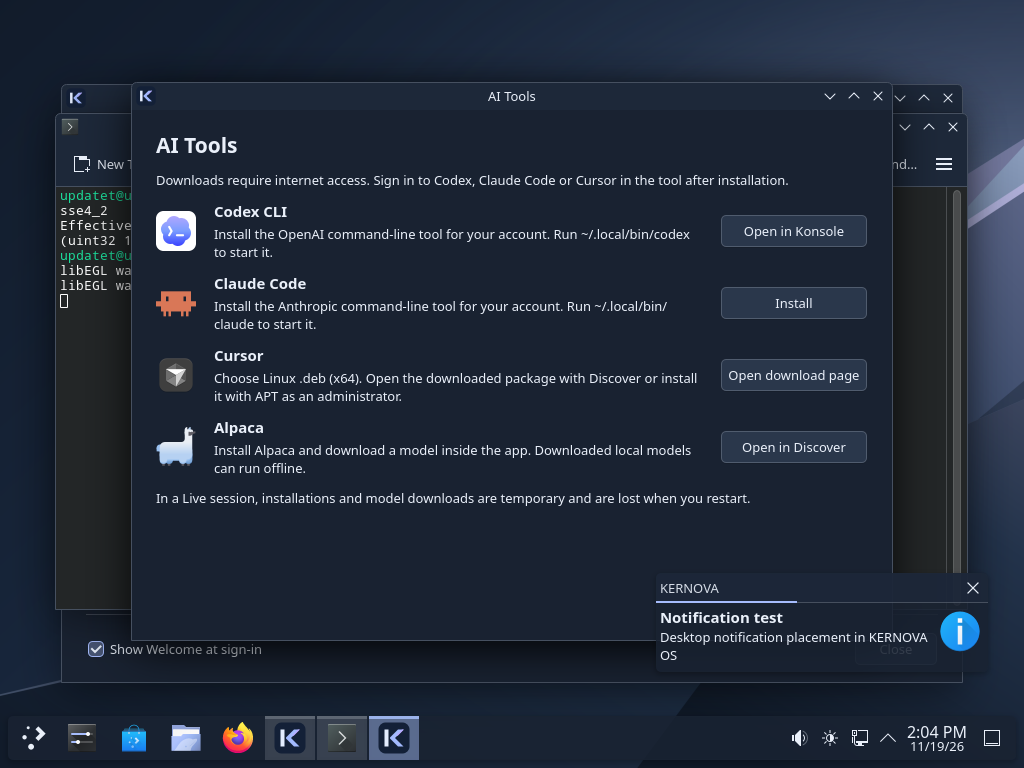 AI Tools
New T
nd...
AI Tools
Downloads require internet access. Sign in to Codex, Claude Code or Cursor in the tool after installation.
Codex CLI
Install the OpenAI command-line tool for your account. Run ~/.local/bin/codex
to start it.
Open in Konsole
Claude Code
Install the Anthropic command-line tool for your account. Run ~/.local/bin/
claude to start it.
Install
Cursor
Choose Linux .deb (x64). Open the downloaded package with Discover or install
it with APT as an administrator.
Open download page
Alpaca
Install Alpaca and download a model inside the app. Downloaded local models
can run offline.
Open in Discover
In a Live session, installations and model downloads are temporary and are lost when you restart.
updatet@u
sse4_2
Effective
(uint32 1
updatet@u
libEGL wa
libEGL wa
KERNOVA
Notification test
Desktop notification placement in KERNOVA
OS
Show Welcome at sign-in
Close
2:04 PM
11/19/26